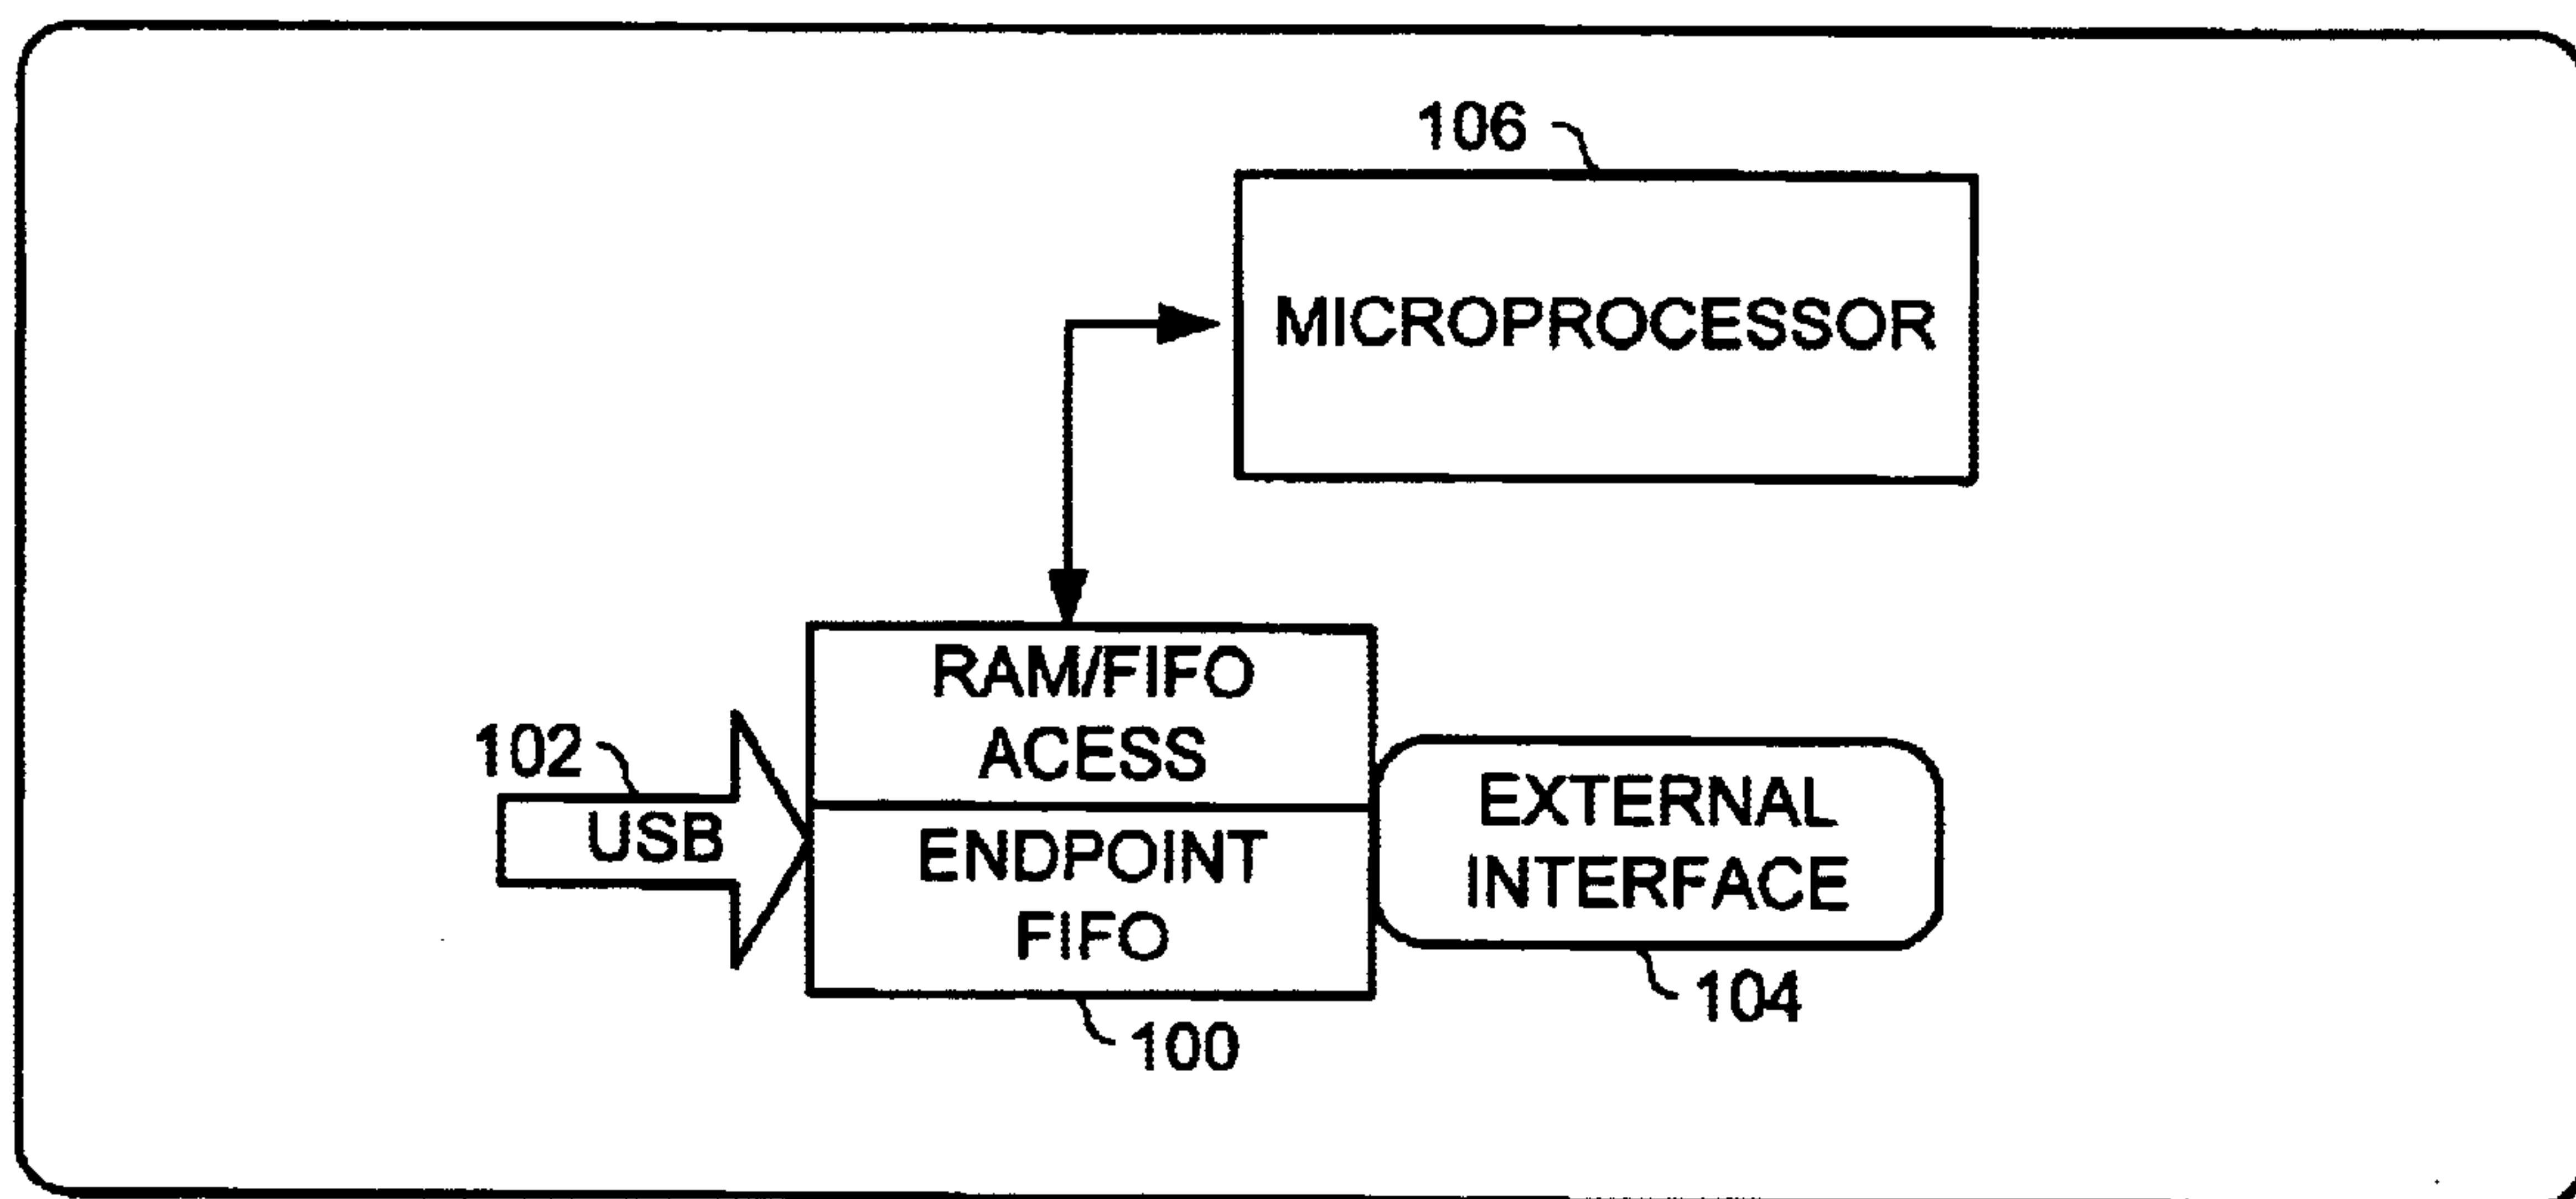 106
MICROPROCESSOR
RAM/FIFO
ACESS
102
USB
ENDPOINT
FIFO
EXTERNAL
INTERFACE
104
100